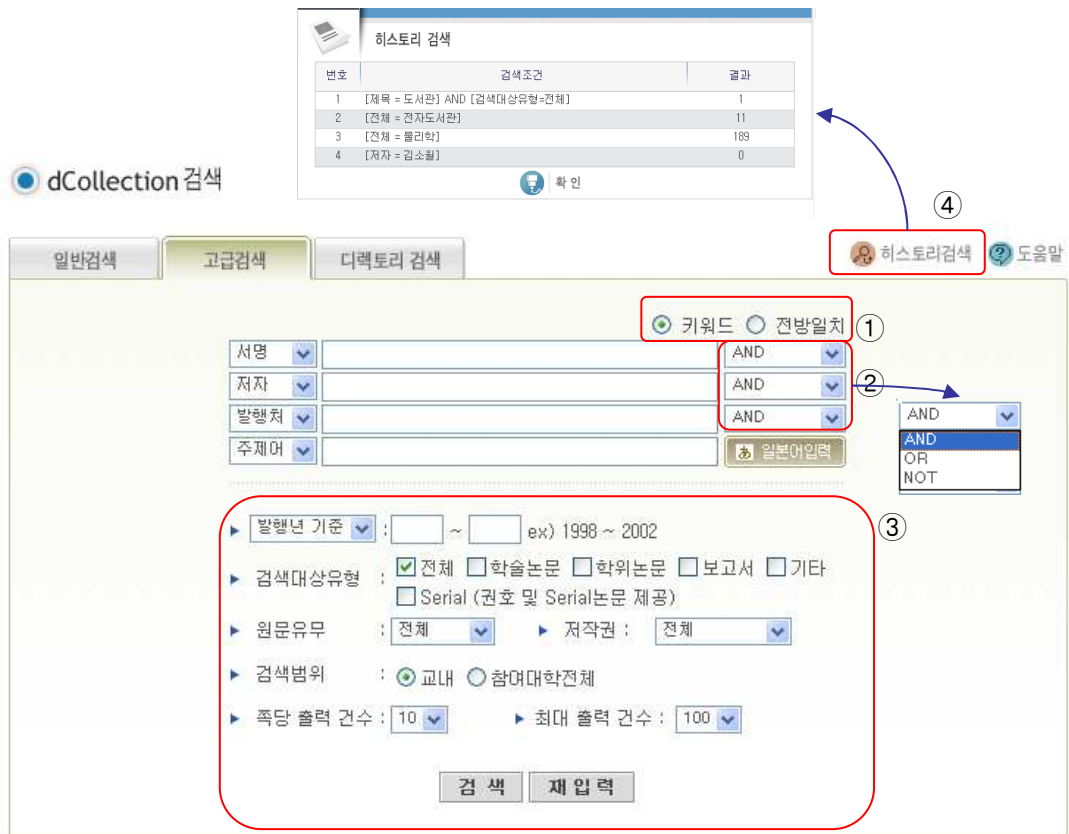 히스토리 검색
번호 검색조건 결과
1 [제목 = 도서관] AND [검색대상유형=전체] 1
2 [전체 = 전자도서관] 11
3 [전체 = 물리학] 189
4 [저자 = 김소월] 0
확 인
dCollection 검색
④
일반검색 고급검색 디렉토리 검색 히스토리검색 도움말
키워드 전방일치 ①
서명 AND
저자 AND ②
발행처 AND AND
주제어 あ 일본어입력 AND
OR
NOT
발행년 기준 : ~ ex) 1998 ~ 2002 ③
검색대상유형 : 전체 학술논문 학위논문 보고서 기타
Serial (권호 및 Serial논문 제공)
원문유무 : 전체 저작권 : 전체
검색범위 : 교내 참여대학전체
쪽당 출력 건수 : 10 최대 출력 건수 : 100
검 색 재 입 력